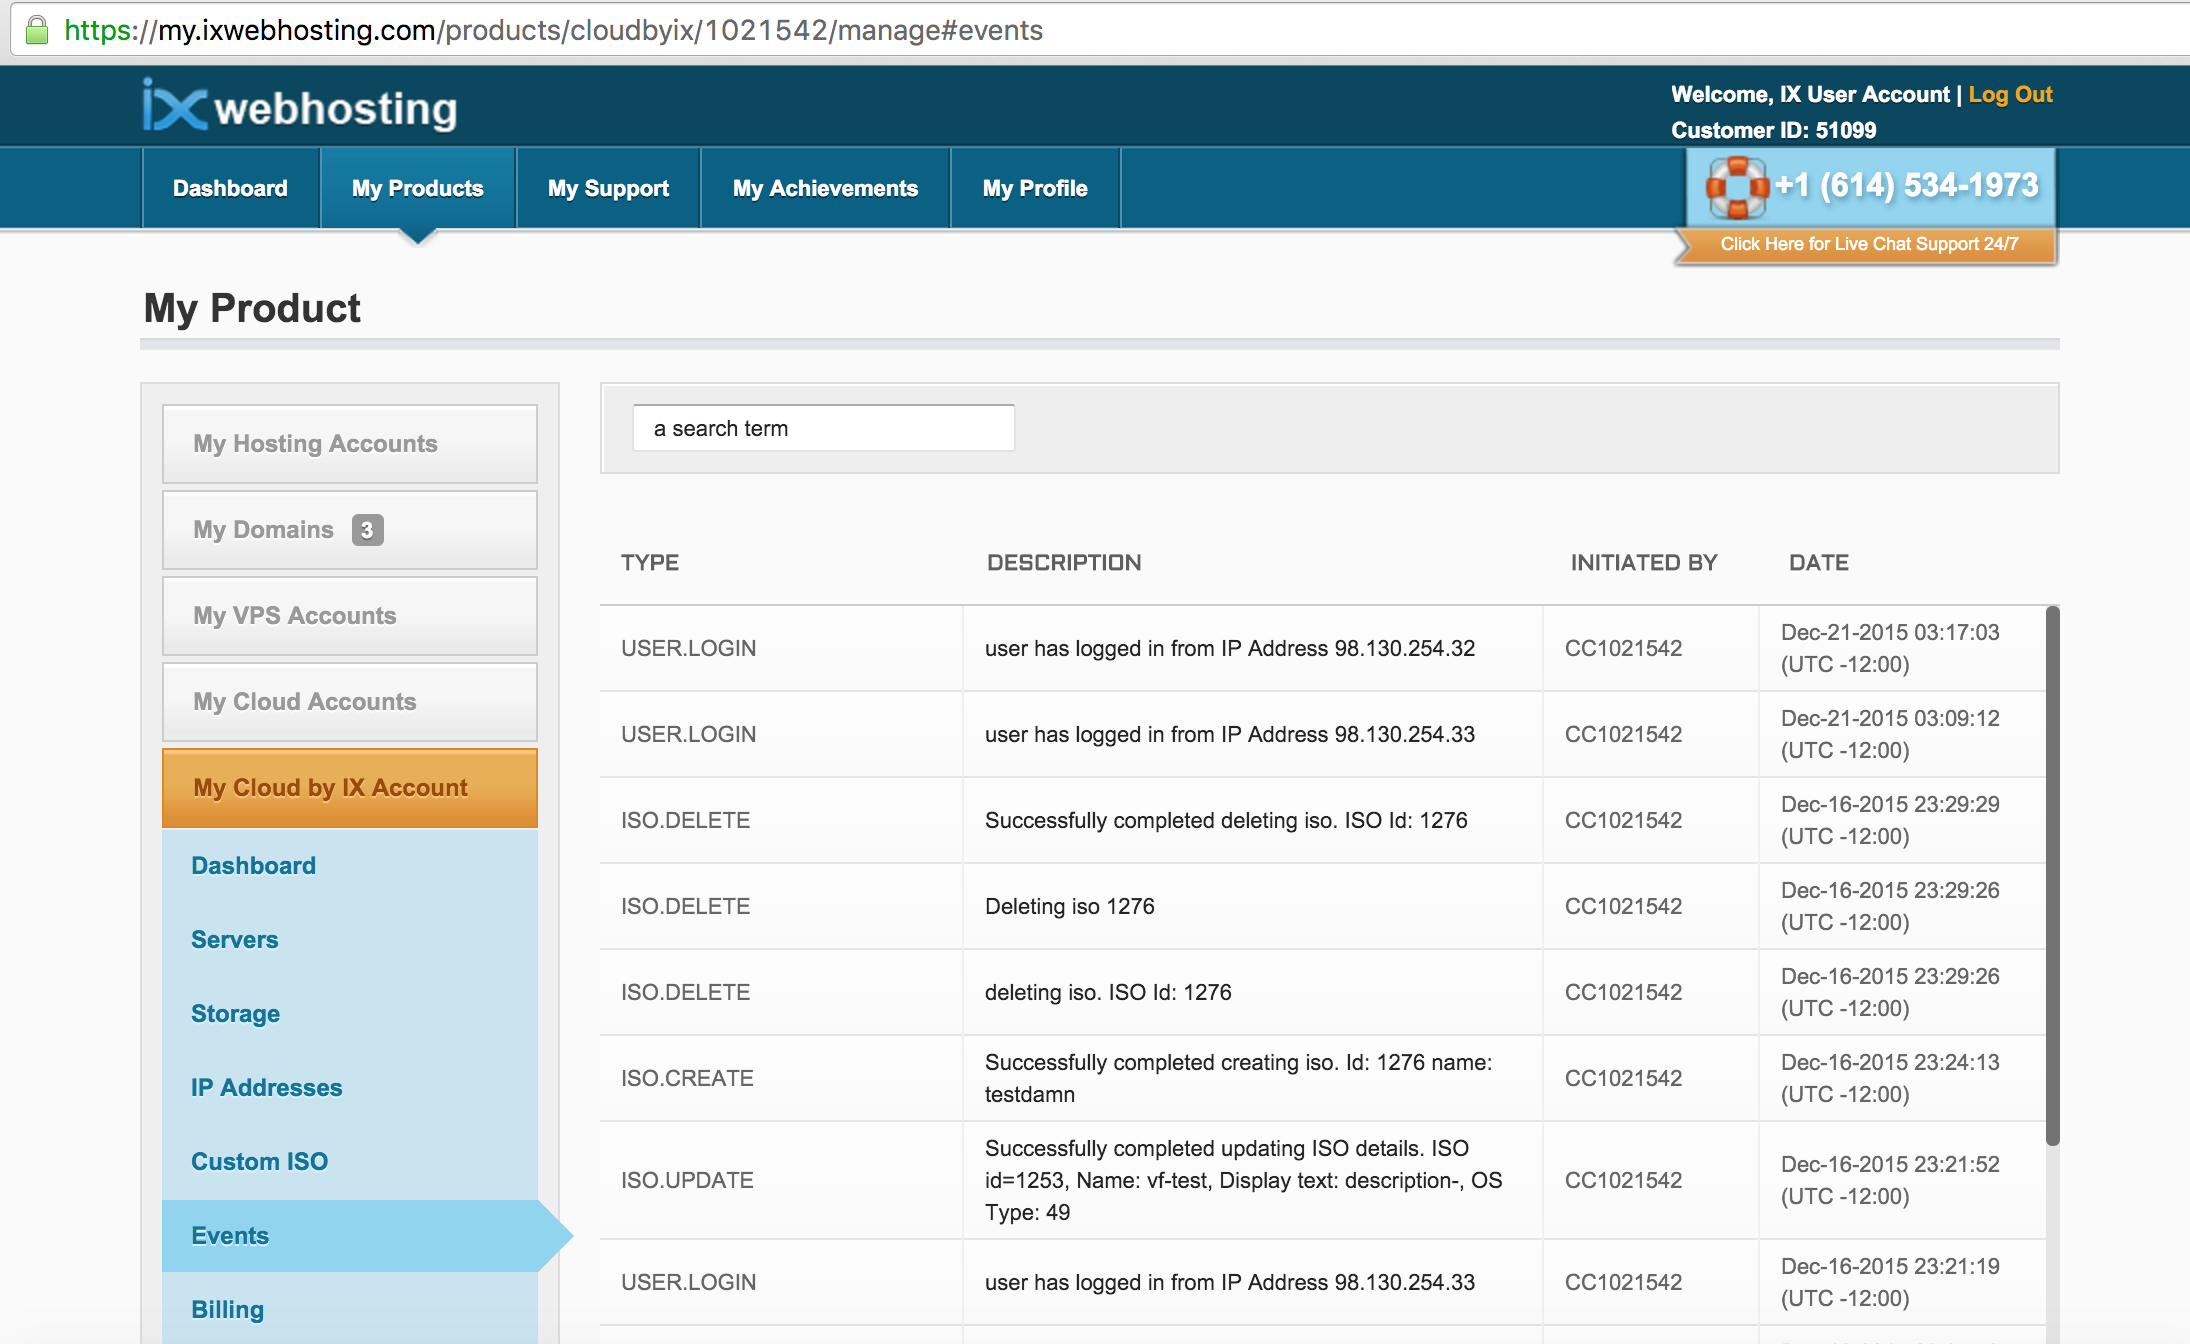 https://my.ixwebhosting.com/products/cloudbyix/1021542/manage#events
ix webhosting
Welcome, IX User Account | Log Out
Customer ID: 51099
Dashboard
My Products
My Support
My Achievements
My Profile
+1 (614) 534-1973
Click Here for Live Chat Support 24/7
My Product
My Hosting Accounts
My Domains 3
My VPS Accounts
My Cloud Accounts
My Cloud by IX Account
Dashboard
Servers
Storage
IP Addresses
Custom ISO
Events
Billing
a search term
TYPE DESCRIPTION INITIATED BY DATE
USER.LOGIN
user has logged in from IP Address 98.130.254.32
CC1021542
Dec-21-2015 03:17:03
(UTC -12:00)
USER.LOGIN
user has logged in from IP Address 98.130.254.33
CC1021542
Dec-21-2015 03:09:12
(UTC -12:00)
ISO.DELETE
Successfully completed deleting iso. ISO Id: 1276
CC1021542
Dec-16-2015 23:29:29
(UTC -12:00)
ISO.DELETE
Deleting iso 1276
CC1021542
Dec-16-2015 23:29:26
(UTC -12:00)
ISO.DELETE
deleting iso. ISO Id: 1276
CC1021542
Dec-16-2015 23:29:26
(UTC -12:00)
ISO.CREATE
Successfully completed creating iso. Id: 1276 name:
testdamn
CC1021542
Dec-16-2015 23:24:13
(UTC -12:00)
ISO.UPDATE
Successfully completed updating ISO details. ISO
id=1253, Name: vf-test, Display text: description-, OS
Type: 49
CC1021542
Dec-16-2015 23:21:52
(UTC -12:00)
USER.LOGIN
user has logged in from IP Address 98.130.254.33
CC1021542
Dec-16-2015 23:21:19
(UTC -12:00)